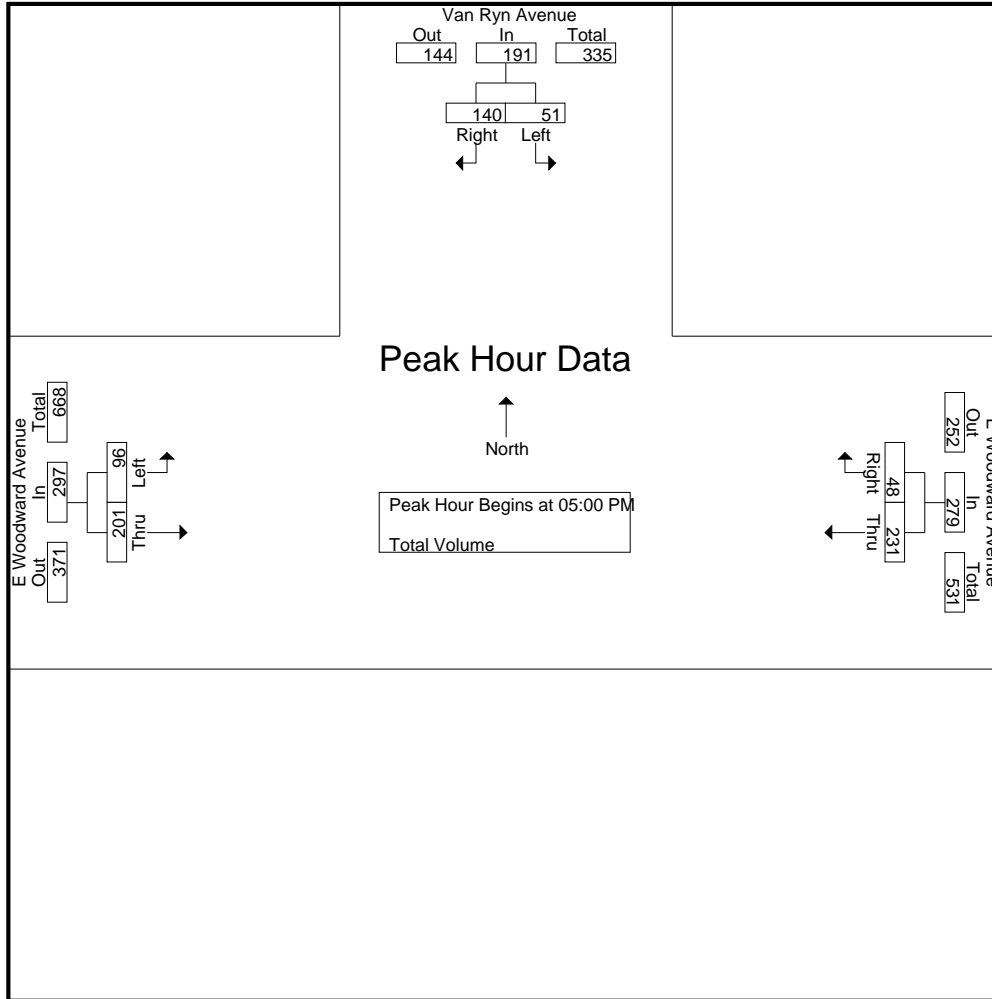 Van Ryn Avenue
Out In Total
144 191 335
140 51
Right Left
Peak Hour Data
North
Peak Hour Begins at 05:00 PM
Total Volume
E Woodward Avenue
Out In Total
371 297 668
Left Thru
96 201
E Woodward Avenue
Out In Total
252 279 531
Right Thru
48 231